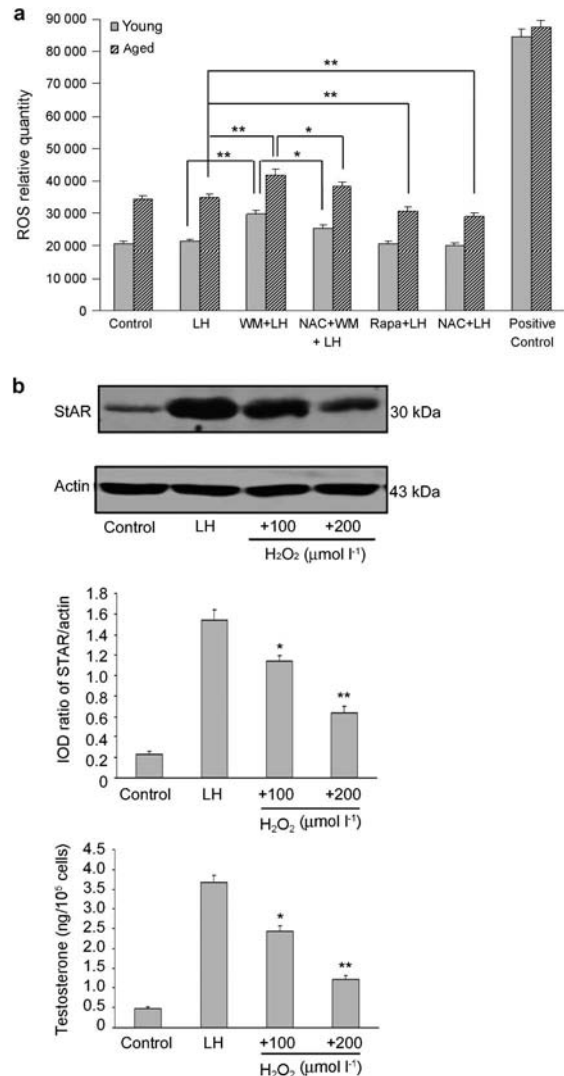 a
90 000
80 000
70 000
60 000
50 000
40 000
30 000
20 000
10 000
0
ROS relative quantity
Young
Aged
**
**
** *
** *
Control LH WM+LH NAC+WM + LH Rapa+LH NAC+LH Positive Control
b
StAR 30 kDa
Actin 43 kDa
Control LH +100 +200
H₂O₂ (μmol l⁻¹)
IOD ratio of STAR/actin
1.8
1.6
1.4
1.2
1.0
0.8
0.6
0.4
0.2
0
*
**
Control LH +100 +200
H₂O₂ (μmol l⁻¹)
Testosterone (ng/10⁵ cells)
4.5
4.0
3.5
3.0
2.5
2.0
1.5
1.0
0.5
0
*
**
Control LH +100 +200
H₂O₂ (μmol l⁻¹)